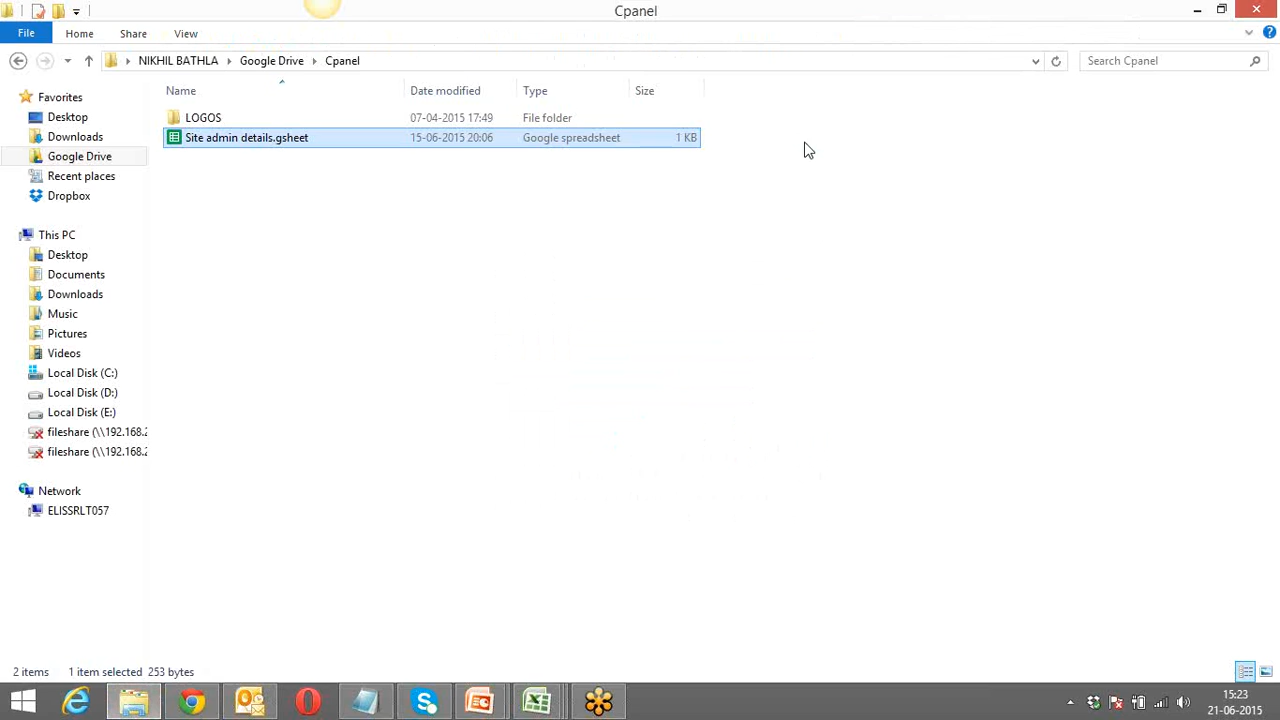 Cpanel
File Home Share View
NIKHIL BATHLA Google Drive Cpanel Search Cpanel
Name Date modified Type Size
LOGOS 07-04-2015 17:49 File folder
Site admin details.gsheet 15-06-2015 20:06 Google spreadsheet 1 KB
Favorites
Desktop
Downloads
Google Drive
Recent places
Dropbox
This PC
Desktop
Documents
Downloads
Music
Pictures
Videos
Local Disk (C:)
Local Disk (D:)
Local Disk (E:)
fileshare (\\192.168.2
fileshare (\\192.168.2
Network
ELISSRLT057
2 items 1 item selected 253 bytes
15:23
21-06-2015